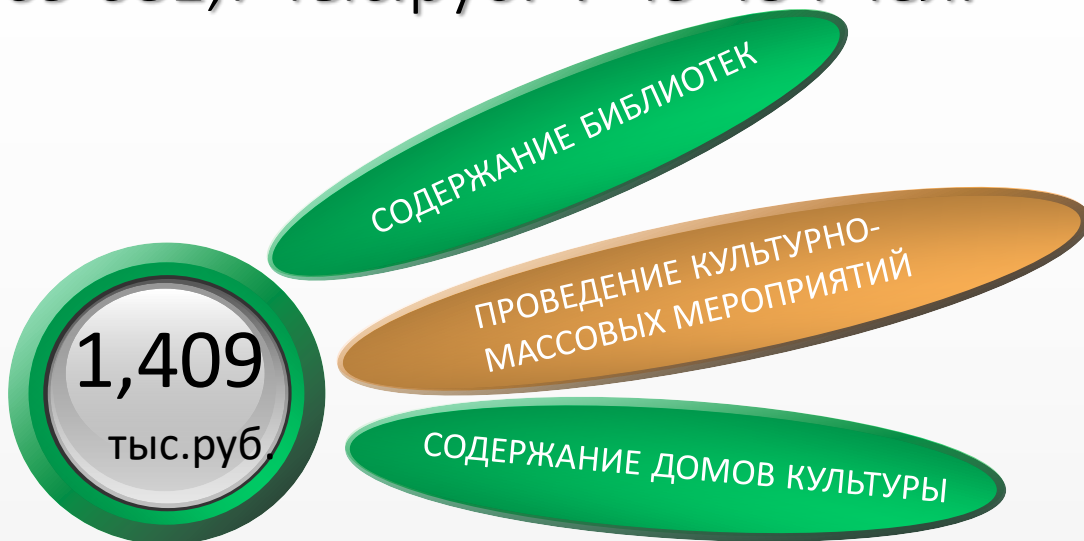 СОДЕРЖАНИЕ БИБЛИОТЕК
ПРОВЕДЕНИЕ КУЛЬТУРНО-
МАССОВЫХ МЕРОПРИЯТИЙ
1,409
тыс.руб.
СОДЕРЖАНИЕ ДОМОВ КУЛЬТУРЫ